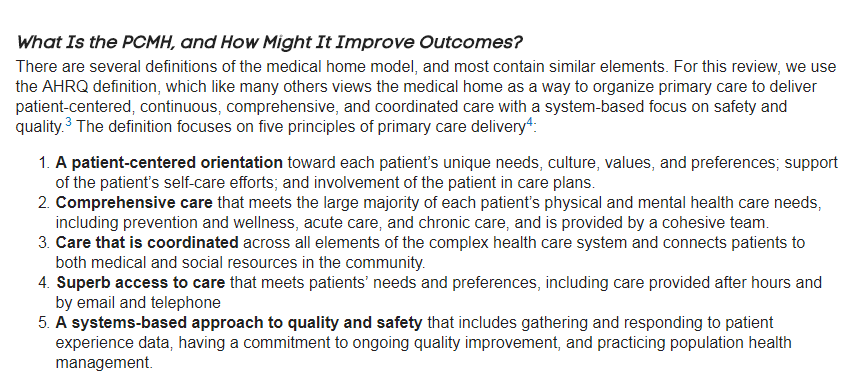 What Is the PCMH, and How Might It Improve Outcomes?
There are several definitions of the medical home model, and most contain similar elements. For this review, we use
the AHRQ definition, which like many others views the medical home as a way to organize primary care to deliver
patient-centered, continuous, comprehensive, and coordinated care with a system-based focus on safety and
quality.3 The definition focuses on five principles of primary care delivery4:
1. A patient-centered orientation toward each patient's unique needs, culture, values, and preferences; support
of the patient's self-care efforts; and involvement of the patient in care plans.
2. Comprehensive care that meets the large majority of each patient's physical and mental health care needs,
including prevention and wellness, acute care, and chronic care, and is provided by a cohesive team.
3. Care that is coordinated across all elements of the complex health care system and connects patients to
both medical and social resources in the community.
4. Superb access to care that meets patients' needs and preferences, including care provided after hours and
by email and telephone
5. A systems-based approach to quality and safety that includes gathering and responding to patient
experience data, having a commitment to ongoing quality improvement, and practicing population health
management.